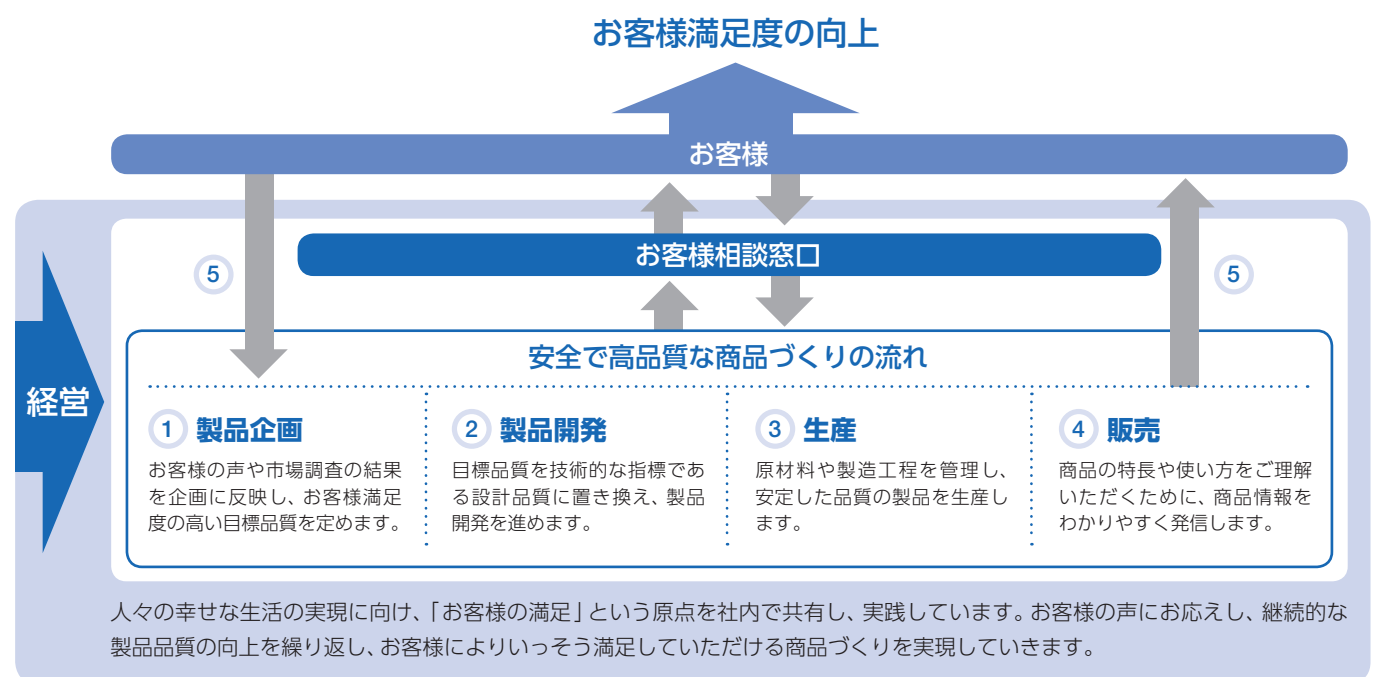 お客様満足度の向上
お客様
お客様相談窓口
⑤
⑤
経営
安全で高品質な商品づくりの流れ
① 製品企画
お客様の声や市場調査の結果
を企画に反映し、お客様満足
度の高い目標品質を定めます。
② 製品開発
目標品質を技術的な指標であ
る設計品質に置き換え、製品
開発を進めます。
③ 生産
原材料や製造工程を管理し、
安定した品質の製品を生産し
ます。
④ 販売
商品の特長や使い方をご理解
いただくために、商品情報を
わかりやすく発信します。
人々の幸せな生活の実現に向け、「お客様の満足」という原点を社内で共有し、実践しています。お客様の声にお応えし、継続的な
製品品質の向上を繰り返し、お客様によりいっそう満足していただける商品づくりを実現していきます。